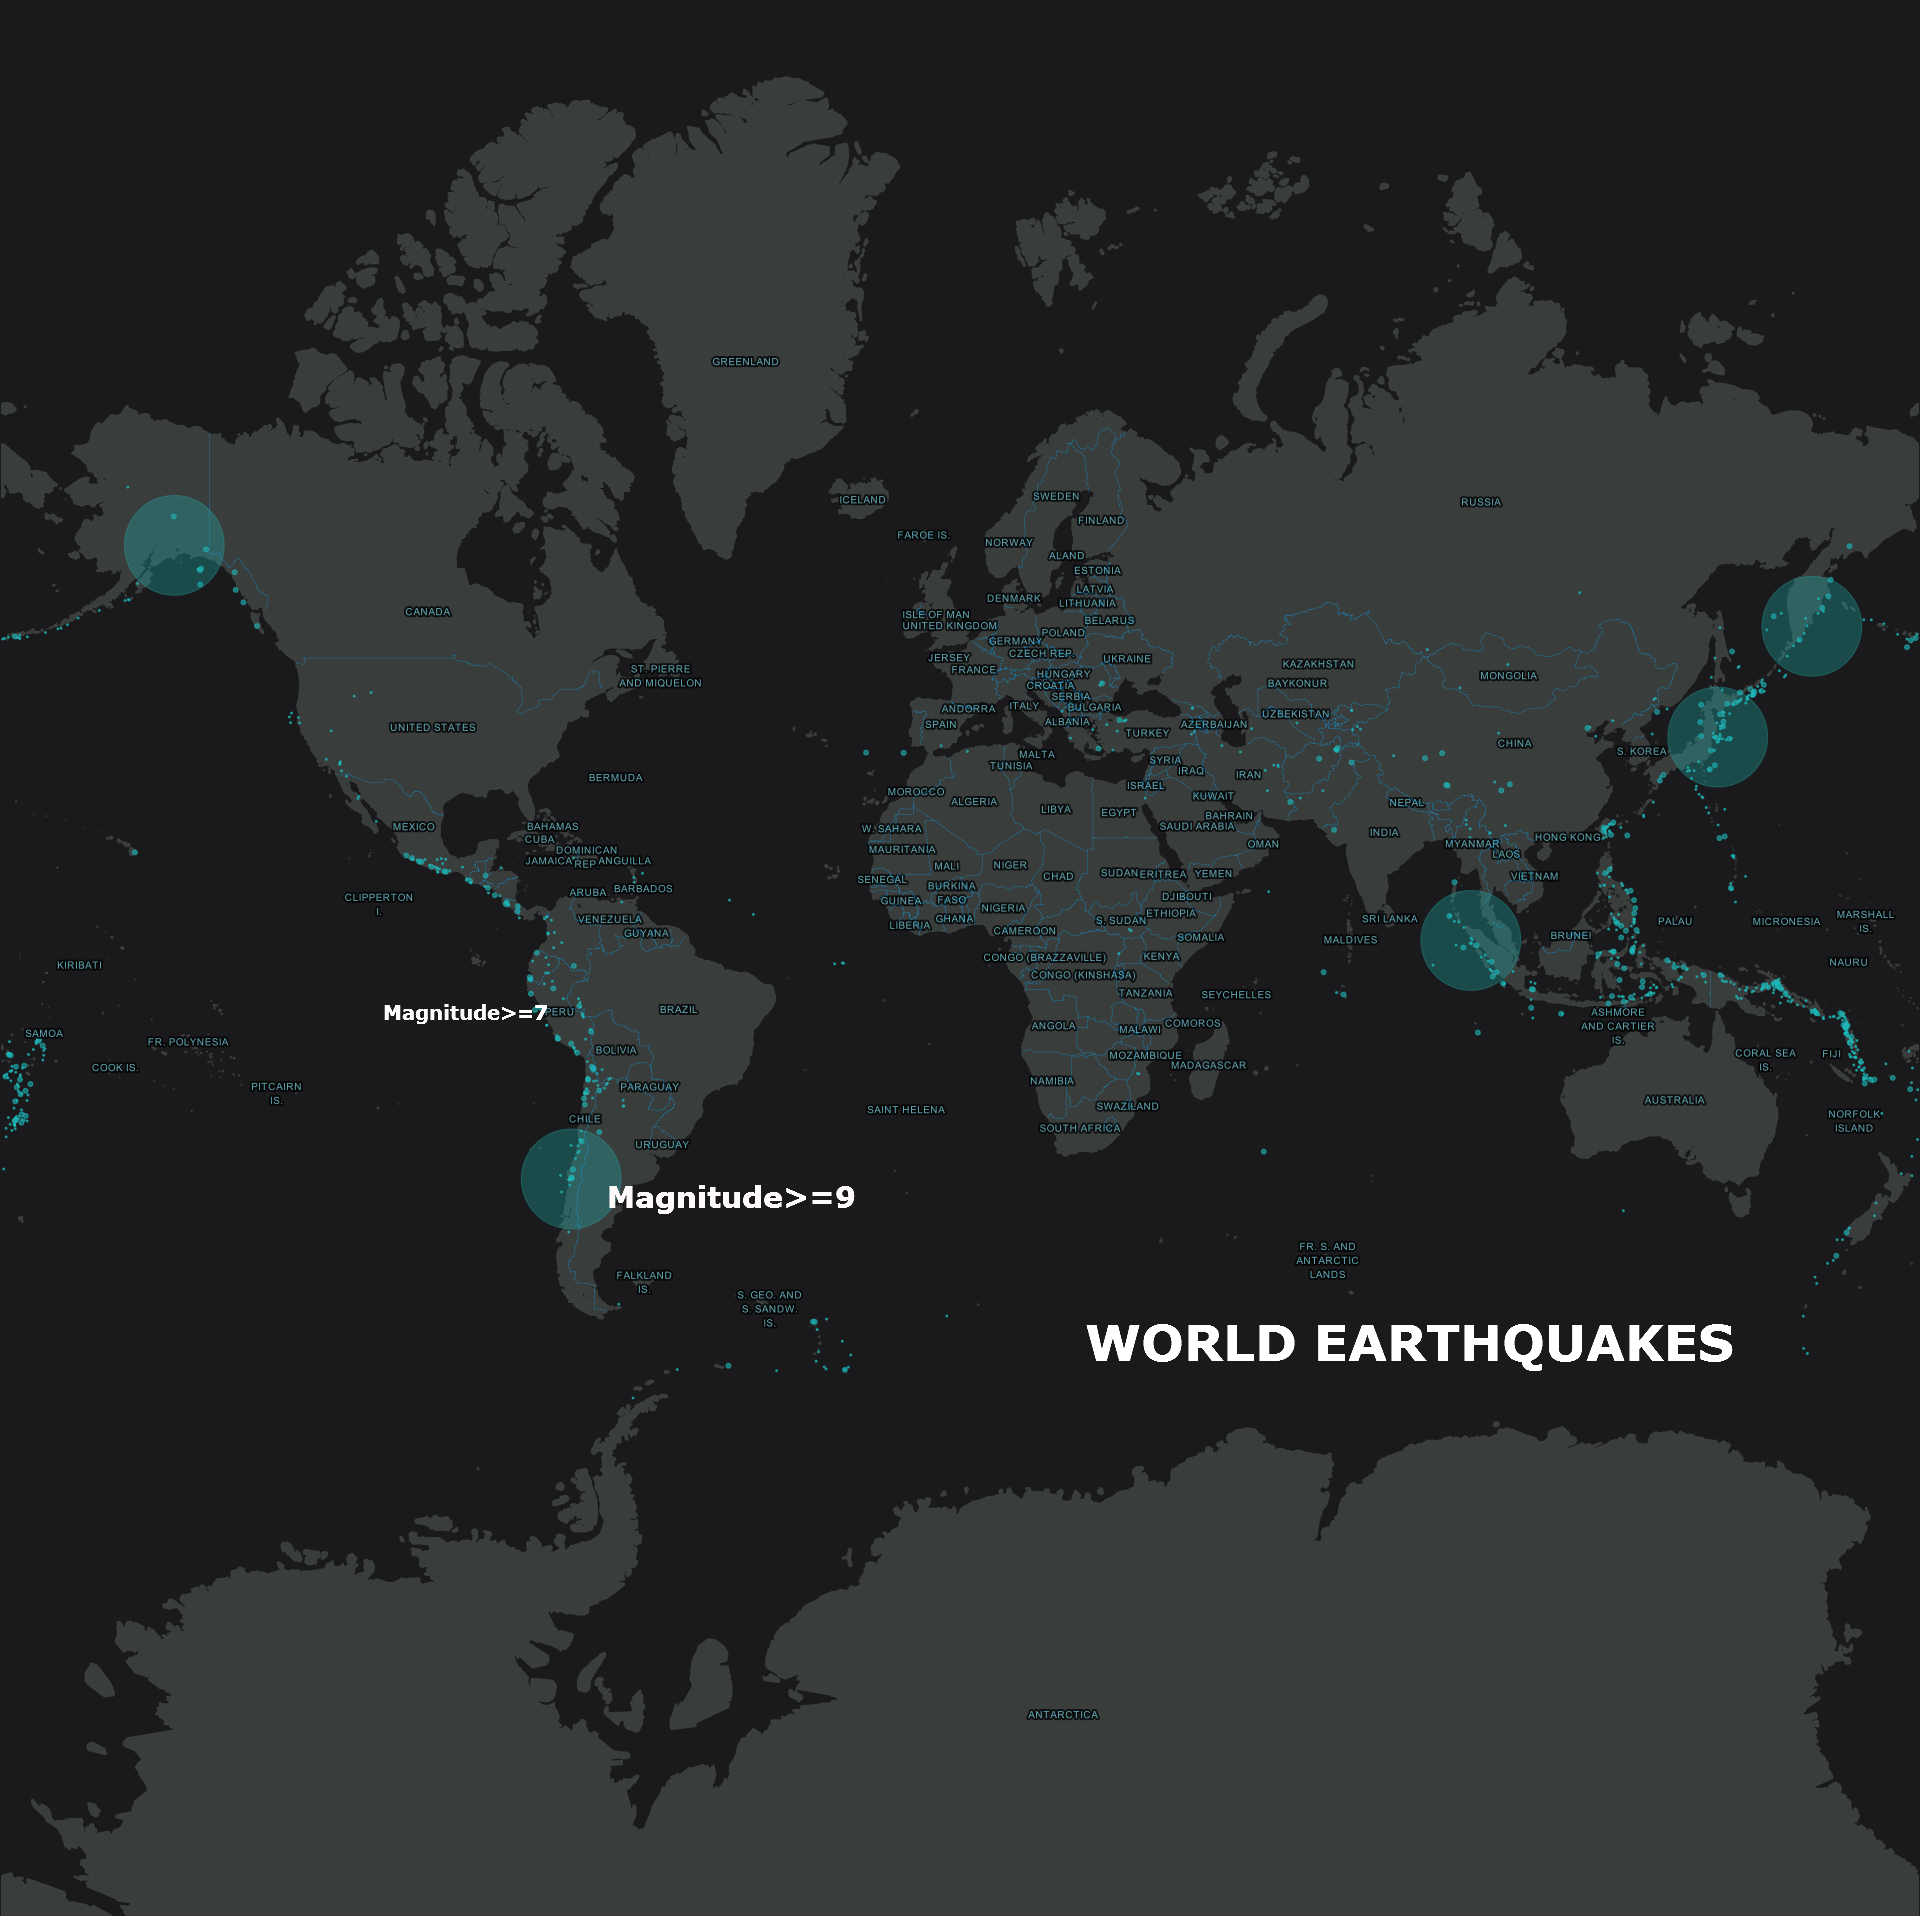 GREENLAND
ICELAND
SWEDEN
RUSSIA
FINLAND
FAROE IS.
NORWAY
ALAND
ESTONIA
LATVIA
DENMARK
LITHUANIA
CANADA
ISLE OF MAN
UNITED KINGDOM
BELARUS
POLAND
GERMANY
CZECH REP.
JERSEY
UKRAINE
FRANCE
KAZAKHSTAN
ST. PIERRE
AND MIQUELON
HUNGARY
MONGOLIA
CROATIA
BAYKONUR
SERBIA
ANDORRA
ITALY
BULGARIA
UZBEKISTAN
ALBANIA
SPAIN
AZERBAIJAN
UNITED STATES
TURKEY
CHINA
S. KOREA
MALTA
SYRIA
TUNISIA
IRAQ
IRAN
BERMUDA
ISRAEL
MOROCCO
KUWAIT
ALGERIA
NEPAL
LIBYA
EGYPT
BAHRAIN
MEXICO
BAHAMAS
W. SAHARA
SAUDI ARABIA
INDIA
CUBA
HONG KONG
OMAN
MYANMAR
DOMINICAN
REP.
MAURITANIA
LAOS
JAMAICA
ANGUILLA
MALI
NIGER
SUDAN
ERITREA
YEMEN
CHAD
VIETNAM
SENEGAL
BURKINA
FASO
ARUBA
BARBADOS
CLIPPERTON
I.
DJIBOUTI
GUINEA
NIGERIA
ETHIOPIA
VENEZUELA
GHANA
S. SUDAN
SRI LANKA
PALAU
MICRONESIA
MARSHALL
IS.
LIBERIA
CAMEROON
GUYANA
SOMALIA
MALDIVES
BRUNEI
CONGO (BRAZZAVILLE)
KENYA
NAURU
KIRIBATI
CONGO (KINSHASA)
TANZANIA
SEYCHELLES
Magnitude>=7
PERU
BRAZIL
ASHMORE
AND CARTIER
IS.
ANGOLA
MALAWI
COMOROS
SAMOA
FR. POLYNESIA
BOLIVIA
MOZAMBIQUE
CORAL SEA
IS.
FIJI
MADAGASCAR
COOK IS.
NAMIBIA
PITCAIRN
IS.
PARAGUAY
AUSTRALIA
SWAZILAND
SAINT HELENA
NORFOLK
ISLAND
CHILE
SOUTH AFRICA
URUGUAY
Magnitude>=9
FR. S. AND
ANTARCTIC
LANDS
FALKLAND
IS.
S. GEO. AND
S. SANDW.
IS.
WORLD EARTHQUAKES
ANTARCTICA